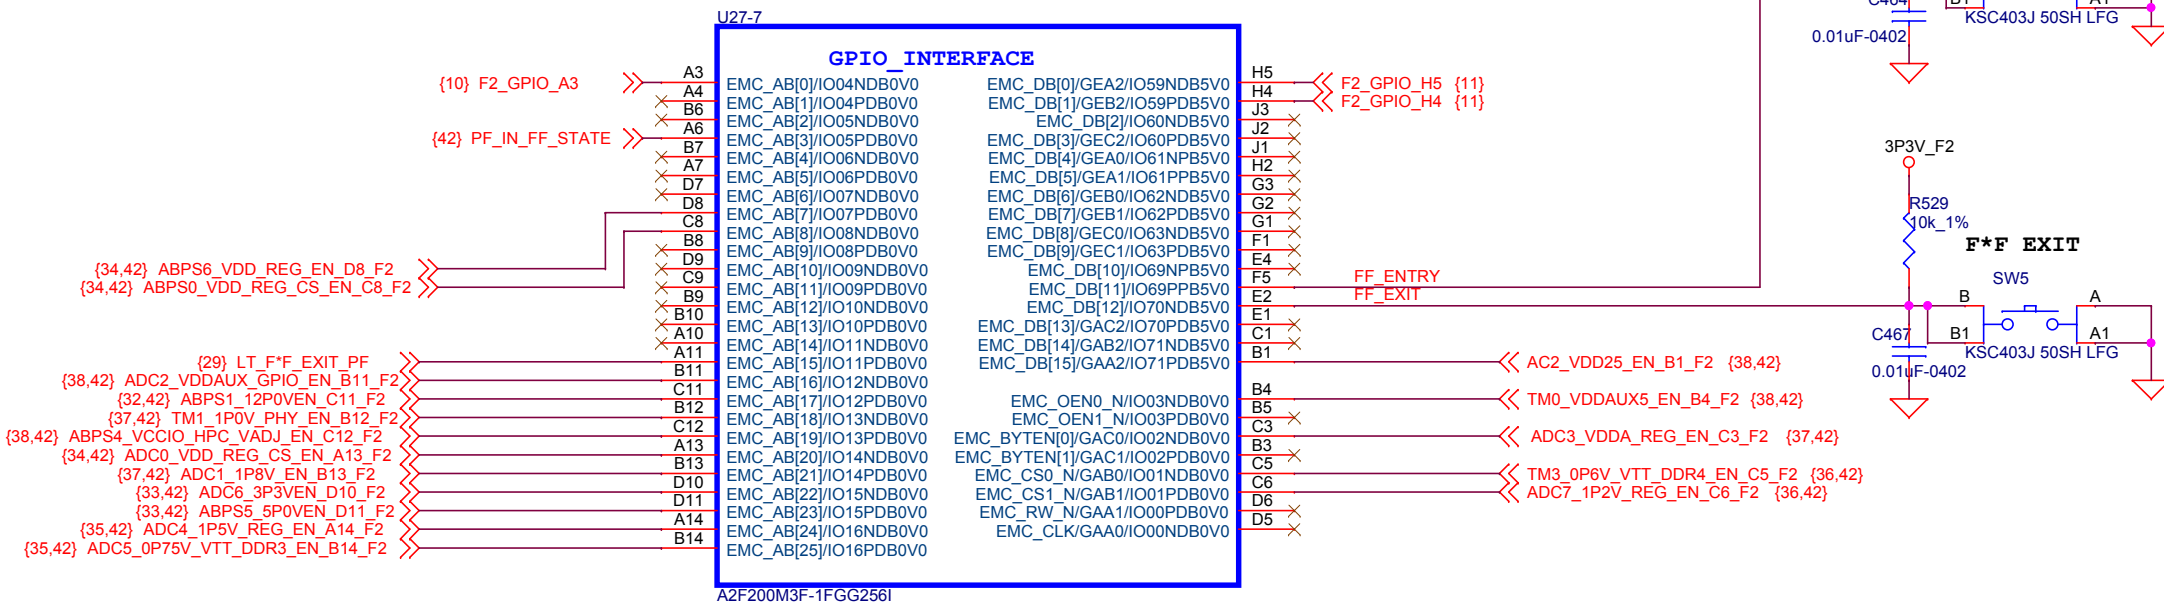 U27-7
GPIO_INTERFACE
{10} F2_GPIO_A3 A3 EMC_AB[0]/IO04NDB0V0 EMC_DB[0]/GEA2/IO59NDB5V0 H5 F2_GPIO_H5 {11}
A4 EMC_AB[1]/IO04PDB0V0 EMC_DB[1]/GEB2/IO59PDB5V0 H4 F2_GPIO_H4 {11}
B6 EMC_AB[2]/IO05NDB0V0 EMC_DB[2]/IO60NDB5V0 J3
{42} PF_IN_FF_STATE A6 EMC_AB[3]/IO05PDB0V0 EMC_DB[3]/GEC2/IO60PDB5V0 J2
B7 EMC_AB[4]/IO06NDB0V0 EMC_DB[4]/GEA0/IO61NPB5V0 J1
A7 EMC_AB[5]/IO06PDB0V0 EMC_DB[5]/GEA1/IO61PPB5V0 H2
D7 EMC_AB[6]/IO07NDB0V0 EMC_DB[6]/GEB0/IO62NDB5V0 G3
D8 EMC_AB[7]/IO07PDB0V0 EMC_DB[7]/GEB1/IO62PDB5V0 G2
C8 EMC_AB[8]/IO08NDB0V0 EMC_DB[8]/GEC0/IO63NDB5V0 G1
B8 EMC_AB[9]/IO08PDB0V0 EMC_DB[9]/GEC1/IO63PDB5V0 F1
{34,42} ABPS6_VDD_REG_EN_D8_F2 D9 EMC_AB[10]/IO09NDB0V0 EMC_DB[10]/IO69NPB5V0 E4
{34,42} ABPS0_VDD_REG_CS_EN_C8_F2 C9 EMC_AB[11]/IO09PDB0V0 EMC_DB[11]/IO69PPB5V0 F5 FF_ENTRY
B9 EMC_AB[12]/IO10NDB0V0 EMC_DB[12]/IO70NDB5V0 E2 FF_EXIT
B10 EMC_AB[13]/IO10PDB0V0 EMC_DB[13]/GAC2/IO70PDB5V0 E1
A10 EMC_AB[14]/IO11NDB0V0 EMC_DB[14]/GAB2/IO71NDB5V0 C1
{29} LT_F*F_EXIT_PF A11 EMC_AB[15]/IO11PDB0V0 EMC_DB[15]/GAA2/IO71PDB5V0 B1 AC2_VDD25_EN_B1_F2 {38,42}
{38,42} ADC2_VDDAUX_GPIO_EN_B11_F2 B11 EMC_AB[16]/IO12NDB0V0
{32,42} ABPS1_12P0VEN_C11_F2 C11 EMC_AB[17]/IO12PDB0V0 EMC_OEN0_N/IO03NDB0V0 B4 TM0_VDDAUX5_EN_B4_F2 {38,42}
{37,42} TM1_1P0V_PHY_EN_B12_F2 B12 EMC_AB[18]/IO13NDB0V0 EMC_OEN1_N/IO03PDB0V0 B5
{38,42} ABPS4_VCCIO_HPC_VADJ_EN_C12_F2 C12 EMC_AB[19]/IO13PDB0V0 EMC_BYTEN[0]/GAC0/IO02NDB0V0 C3 ADC3_VDDA_REG_EN_C3_F2 {37,42}
{34,42} ADC0_VDD_REG_CS_EN_A13_F2 A13 EMC_AB[20]/IO14NDB0V0 EMC_BYTEN[1]/GAC1/IO02PDB0V0 B3
{37,42} ADC1_1P8V_EN_B13_F2 B13 EMC_AB[21]/IO14PDB0V0 EMC_CS0_N/GAB0/IO01NDB0V0 C5 TM3_0P6V_VTT_DDR4_EN_C5_F2 {36,42}
{33,42} ADC6_3P3VEN_D10_F2 D10 EMC_AB[22]/IO15NDB0V0 EMC_CS1_N/GAB1/IO01PDB0V0 C6 ADC7_1P2V_REG_EN_C6_F2 {36,42}
{33,42} ABPS5_5P0VEN_D11_F2 D11 EMC_AB[23]/IO15PDB0V0 EMC_RW_N/GAA1/IO00PDB0V0 D6
{35,42} ADC4_1P5V_REG_EN_A14_F2 A14 EMC_AB[24]/IO16NDB0V0 EMC_CLK/GAA0/IO00NDB0V0 D5
{35,42} ADC5_0P75V_VTT_DDR3_EN_B14_F2 B14 EMC_AB[25]/IO16PDB0V0
A2F200M3F-1FGG256I
C464
0.01uF-0402
B1 A1
KSC403J 50SH LFG
3P3V_F2
R529
10k_1%
F*F EXIT
SW5
B A
C467
B1 A1
KSC403J 50SH LFG
0.01uF-0402